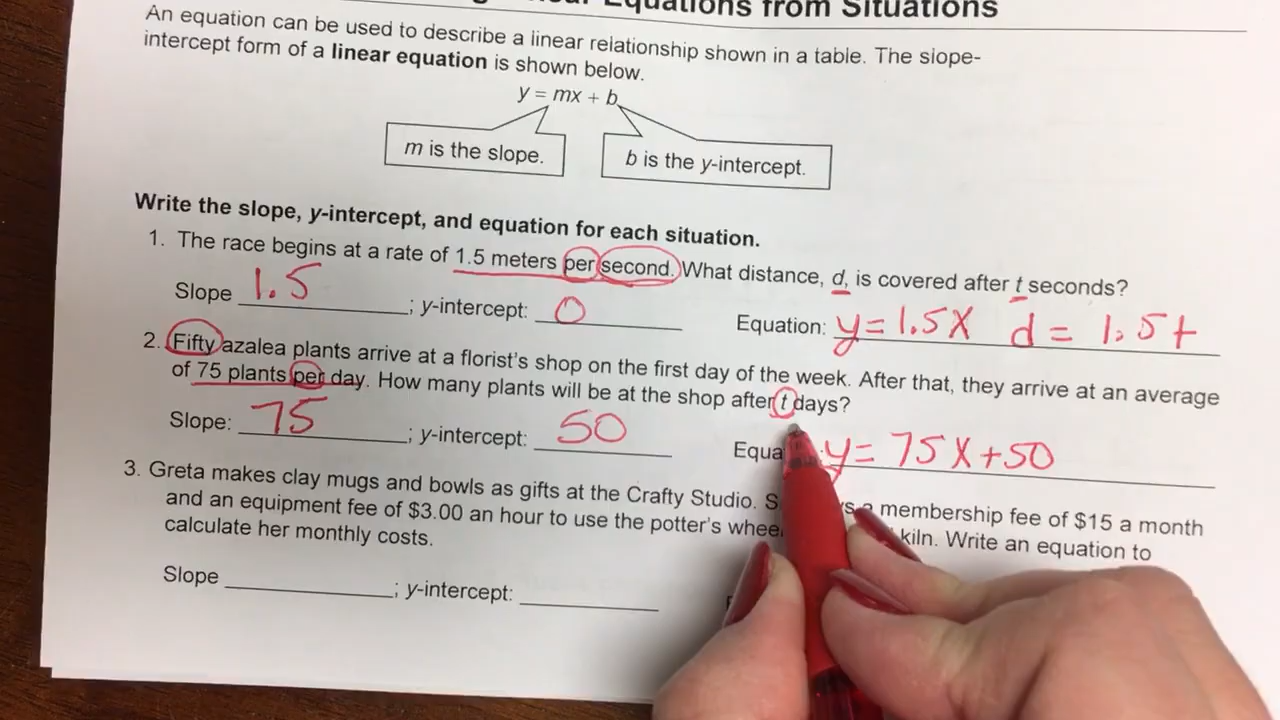 Equations from Situations
An equation can be used to describe a linear relationship shown in a table. The slope-
intercept form of a linear equation is shown below.
y = mx + b
m is the slope. b is the y-intercept.
Write the slope, y-intercept, and equation for each situation.
1. The race begins at a rate of 1.5 meters per second. What distance, d, is covered after t seconds?
Slope 1.5 ; y-intercept: 0 Equation: y = 1.5x d = 1.5t
2. Fifty azalea plants arrive at a florist's shop on the first day of the week. After that, they arrive at an average
of 75 plants per day. How many plants will be at the shop after t days?
Slope: 75 ; y-intercept: 50 y = 75x + 50
3. Greta makes clay mugs and bowls as gifts at the Crafty Studio. membership fee of $15 a month
and an equipment fee of $3.00 an hour to use the potter's kiln. Write an equation to
calculate her monthly costs.
Slope ; y-intercept: